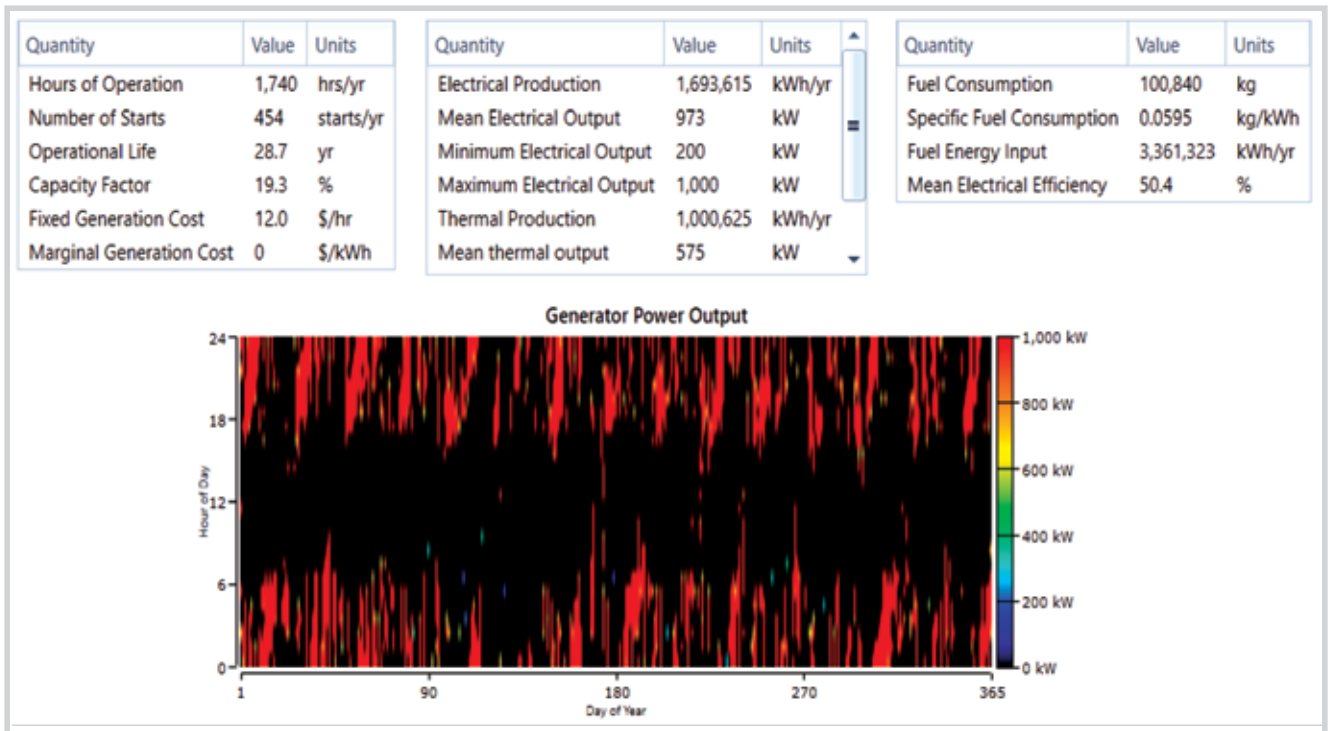 Quantity Value Units
Hours of Operation 1,740 hrs/yr
Number of Starts 454 starts/yr
Operational Life 28.7 yr
Capacity Factor 19.3 %
Fixed Generation Cost 12.0 $/hr
Marginal Generation Cost 0 $/kWh
Quantity Value Units
Electrical Production 1,693,615 kWh/yr
Mean Electrical Output 973 kW
Minimum Electrical Output 200 kW
Maximum Electrical Output 1,000 kW
Thermal Production 1,000,625 kWh/yr
Mean thermal output 575 kW
Quantity Value Units
Fuel Consumption 100,840 kg
Specific Fuel Consumption 0.0595 kg/kWh
Fuel Energy Input 3,361,323 kWh/yr
Mean Electrical Efficiency 50.4 %
Generator Power Output
24
18
12
6
0
Hour of Day
1 90 180 270 365
Day of Year
1,000 kW
800 kW
600 kW
400 kW
200 kW
0 kW